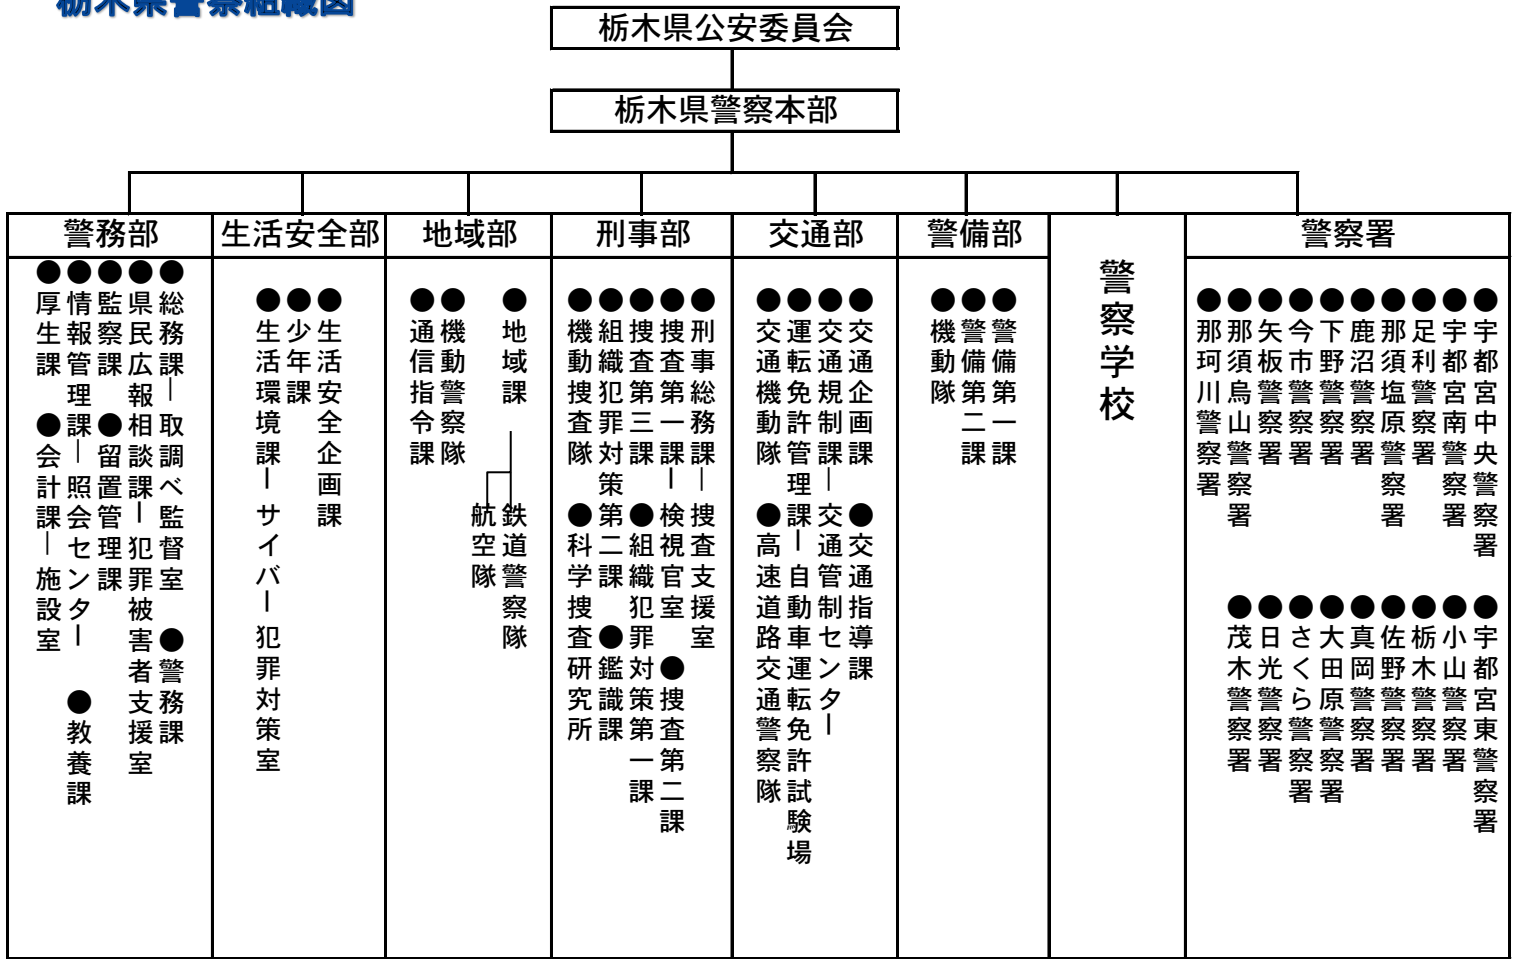 栃木県警察組織図
栃木県公安委員会
栃木県警察本部
警務部
●総務課―取調べ監督室　●警務課
●県民広報相談課―犯罪被害者支援室
●監察課　●留置管理課
●情報管理課―照会センター　●教養課
●厚生課　●会計課―施設室
生活安全部
●生活安全企画課
●少年課
●生活環境課―サイバー犯罪対策室
地域部
●地域課
鉄道警察隊
航空隊
●機動警察隊
●通信指令課
刑事部
●刑事総務課―捜査支援室
●捜査第一課―検視官室　●捜査第二課
●捜査第三課　●組織犯罪対策第一課
●組織犯罪対策第二課　●鑑識課
●機動捜査隊　●科学捜査研究所
交通部
●交通企画課　●交通指導課
●交通規制課―交通管制センター
●運転免許管理課―自動車運転免許試験場
●交通機動隊　●高速道路交通警察隊
警備部
●警備第一課
●警備第二課
●機動隊
警察学校
警察署
●宇都宮中央警察署　●宇都宮東警察署
●宇都宮南警察署　●小山警察署
●足利警察署　●栃木警察署
●那須塩原警察署　●佐野警察署
●鹿沼警察署　●真岡警察署
●下野警察署　●大田原警察署
●今市警察署　●さくら警察署
●矢板警察署　●日光警察署
●那須烏山警察署　●茂木警察署
●那珂川警察署